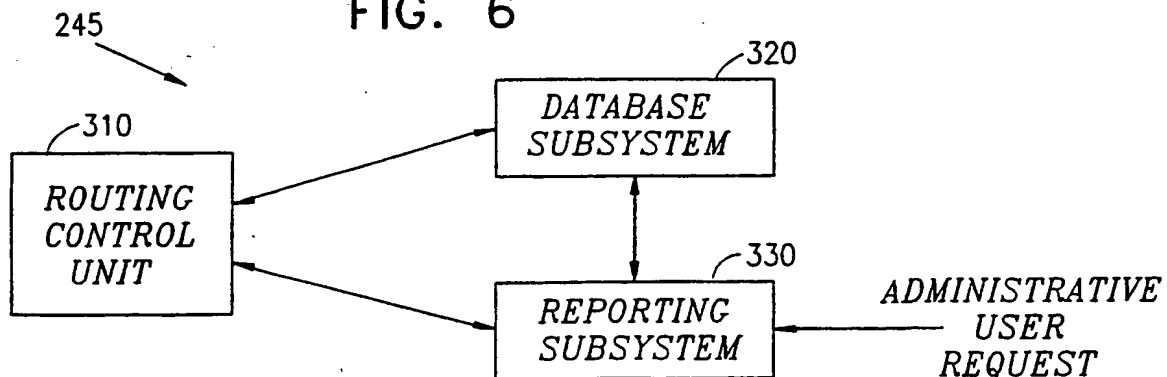 FIG. 6
245
320
DATABASE
SUBSYSTEM
310
ROUTING
CONTROL
UNIT
330
REPORTING
SUBSYSTEM
ADMINISTRATIVE
USER
REQUEST